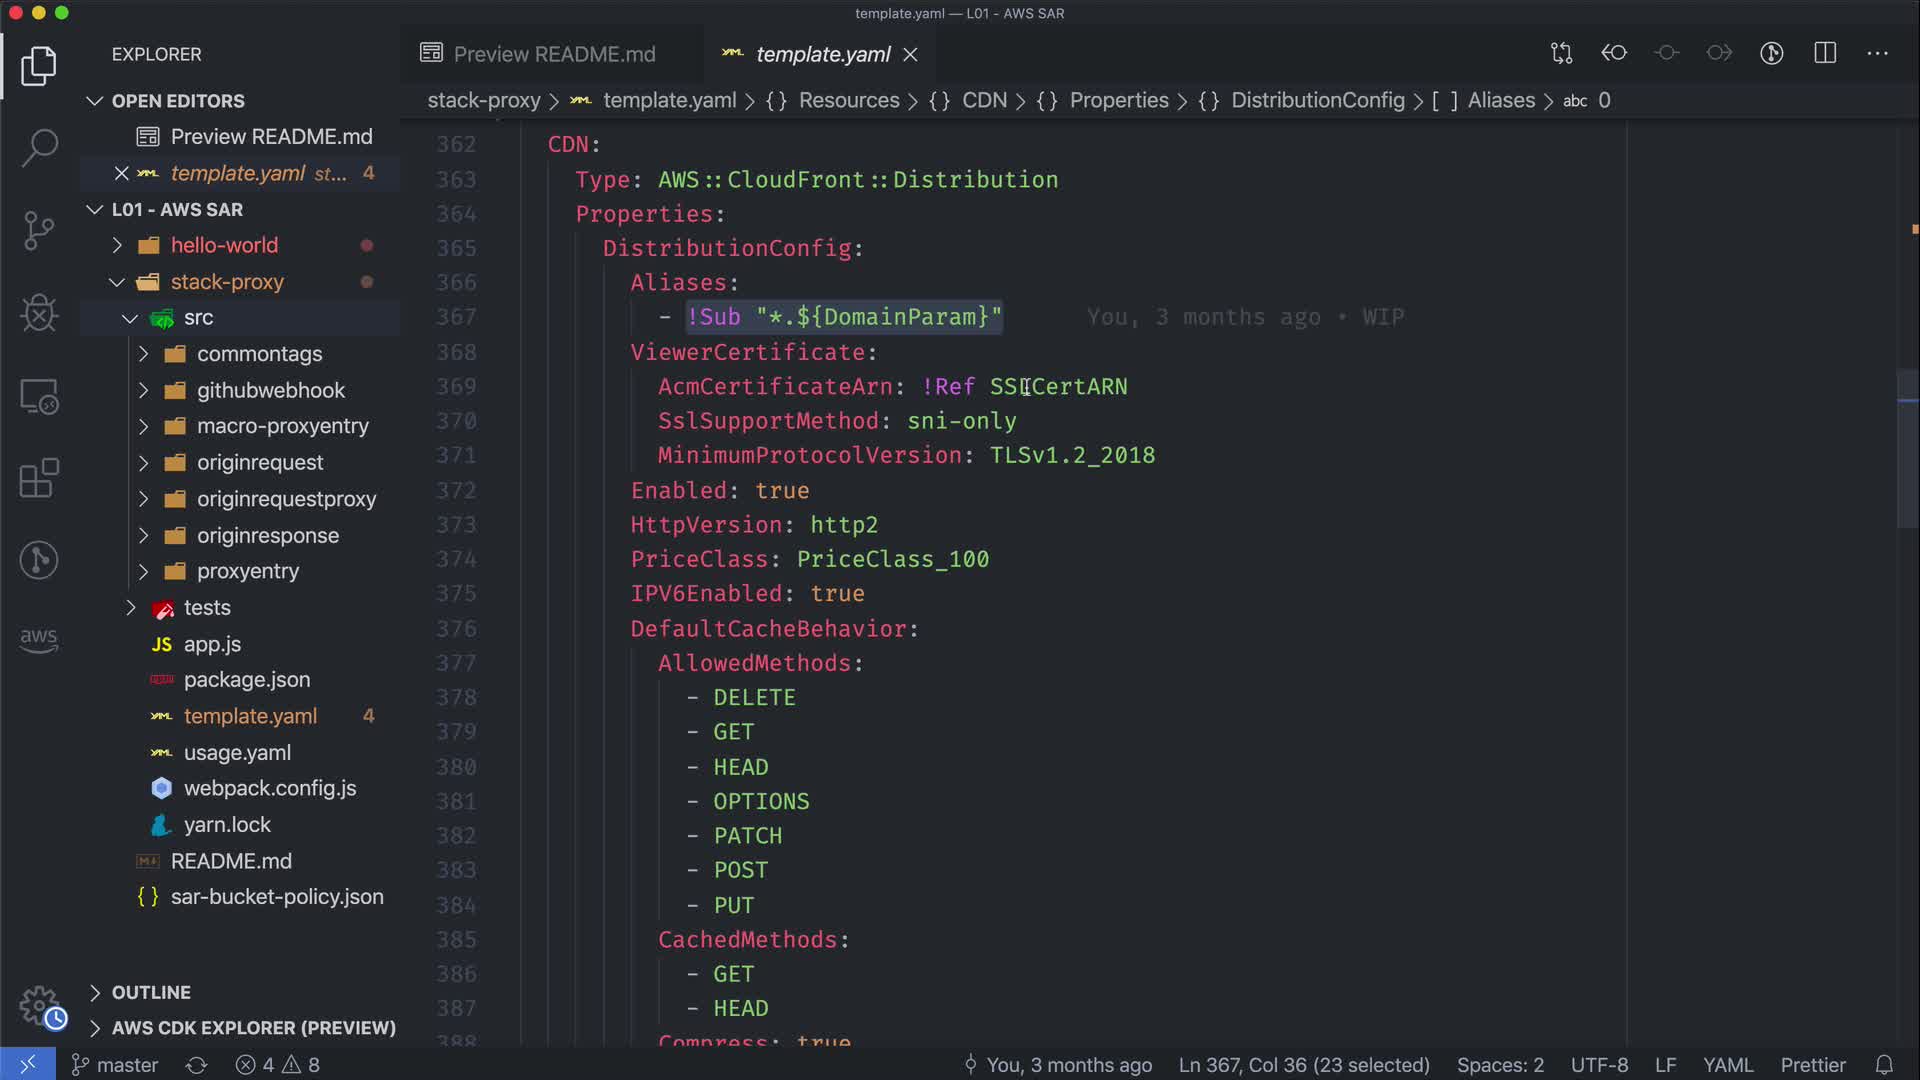 template.yaml — L01 - AWS SAR
EXPLORER
OPEN EDITORS
Preview README.md
template.yaml st... 4
L01 - AWS SAR
hello-world
stack-proxy
src
commontags
githubwebhook
macro-proxyentry
originrequest
originrequestproxy
originresponse
proxyentry
tests
JS app.js
package.json
template.yaml 4
usage.yaml
webpack.config.js
yarn.lock
README.md
{ } sar-bucket-policy.json
OUTLINE
AWS CDK EXPLORER (PREVIEW)
aws
Preview README.md
template.yaml
stack-proxy > template.yaml > {} Resources > {} CDN > {} Properties > {} DistributionConfig > [ ] Aliases > abc 0
362 CDN:
363 Type: AWS::CloudFront::Distribution
364 Properties:
365 DistributionConfig:
366 Aliases:
367 - !Sub "*.${DomainParam}" You, 3 months ago • WIP
368 ViewerCertificate:
369 AcmCertificateArn: !Ref SSLCertARN
370 SslSupportMethod: sni-only
371 MinimumProtocolVersion: TLSv1.2_2018
372 Enabled: true
373 HttpVersion: http2
374 PriceClass: PriceClass_100
375 IPV6Enabled: true
376 DefaultCacheBehavior:
377 AllowedMethods:
378 - DELETE
379 - GET
380 - HEAD
381 - OPTIONS
382 - PATCH
383 - POST
384 - PUT
385 CachedMethods:
386 - GET
387 - HEAD
388 Compress: true
master 4 8
You, 3 months ago Ln 367, Col 36 (23 selected) Spaces: 2 UTF-8 LF YAML Prettier